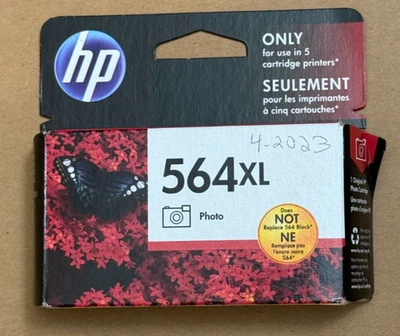 hp
ONLY
for use in 5
cartridge printers*
SEULEMENT
pour les imprimantes
à cinq cartouches*
4-2023
564XL
Photo
Does
NOT
Replace 564 Black*
NE
Remplace pas
l'encre noire
564*